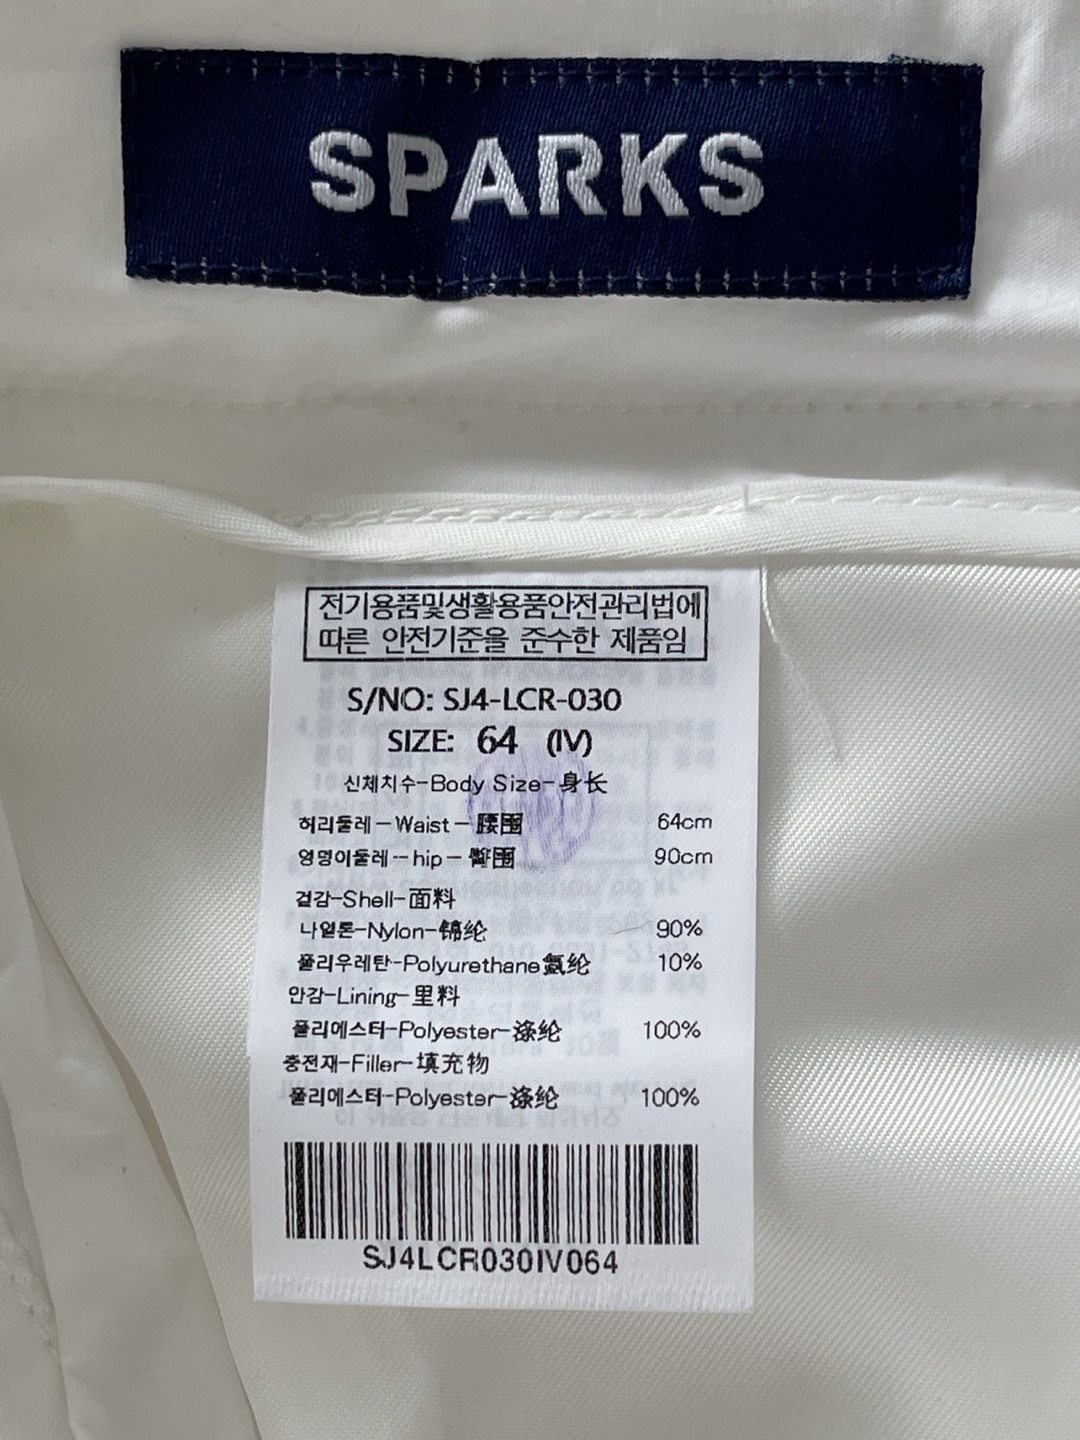 SPARKS
전기용품및생활용품안전관리법에
따른 안전기준을 준수한 제품임
S/NO: SJ4-LCR-030
SIZE: 64 (IV)
신체치수-Body Size-身长
허리둘레-Waist-腰围 64cm
엉덩이둘레--hip-臀围 90cm
겉감-Shell-面料
나일론-Nylon-锦纶 90%
폴리우레탄-Polyurethane氨纶 10%
안감-Lining-里料
폴리에스터-Polyester-涤纶 100%
충전재-Filler-填充物
폴리에스터-Polyester-涤纶 100%
SJ4LCR030IV064